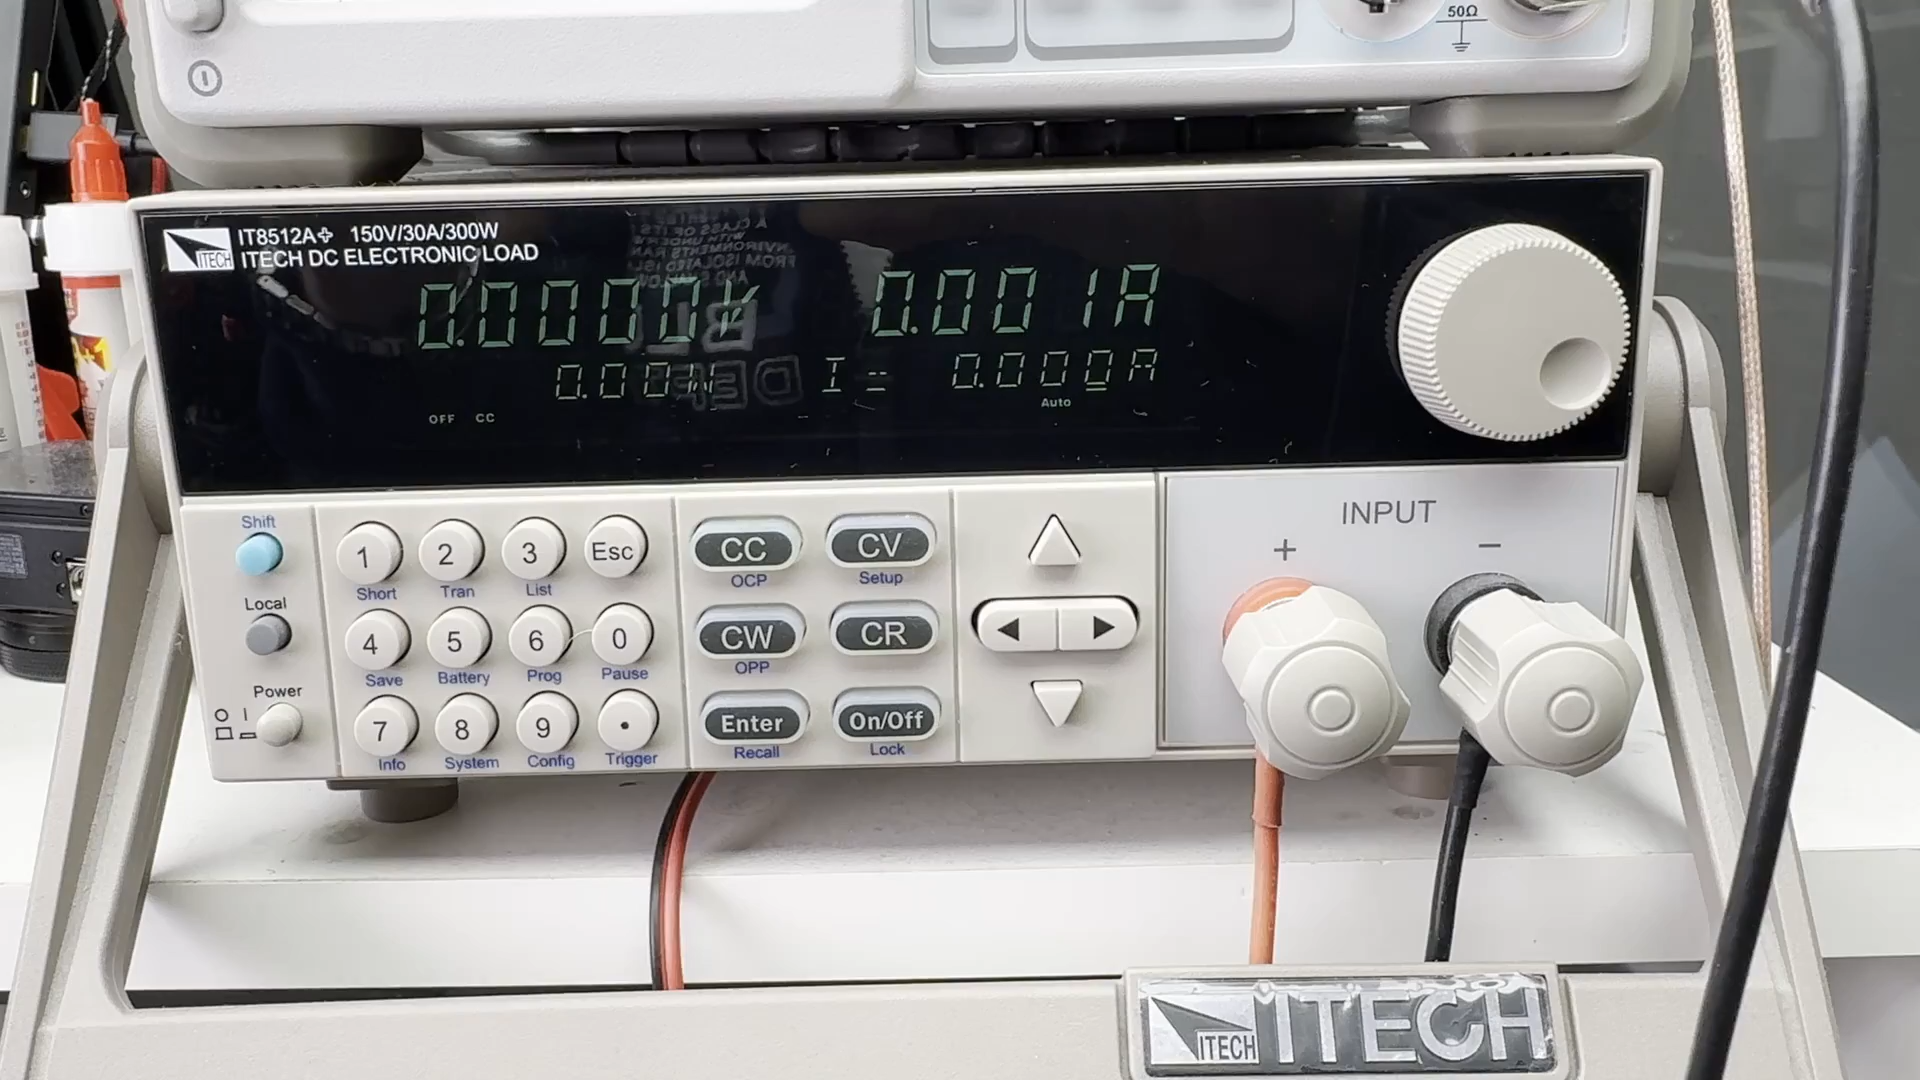 50Ω
ITECH
IT8512A+ 150V/30A/300W
ITECH DC ELECTRONIC LOAD
0.0000V 0.001A
0.00W I = 0.000A
OFF CC Auto
Shift
Local
Power
1 2 3 Esc
Short Tran List
4 5 6 0
Save Battery Prog Pause
7 8 9 .
Info System Config Trigger
CC CV
OCP Setup
CW CR
OPP
Enter On/Off
Recall Lock
INPUT
+ −
ITECH ITECH